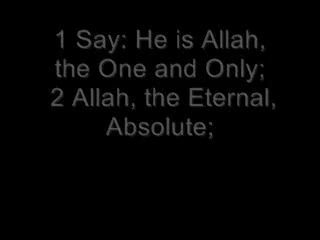 1 Say: He is Allah,
the One and Only;
2 Allah, the Eternal,
Absolute;